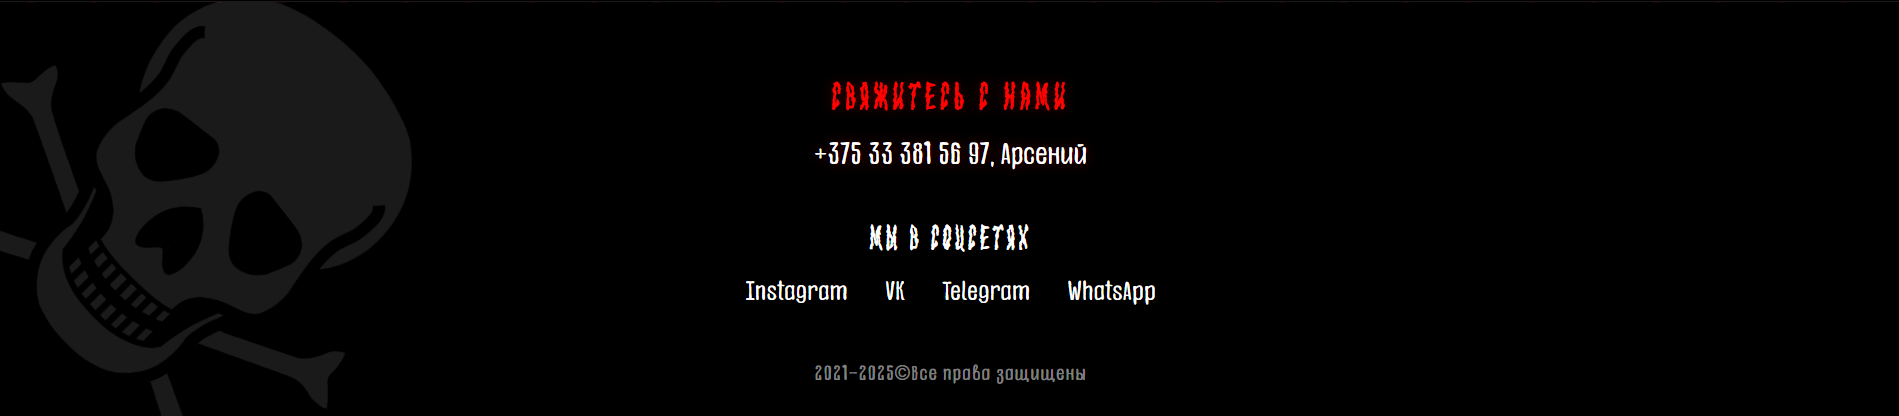 СВЯЖИТЕСЬ С НАМИ
+375 33 381 56 97, Арсений
МЫ В СОЦСЕТЯХ
Instagram VK Telegram WhatsApp
2021-2025©Все права защищены